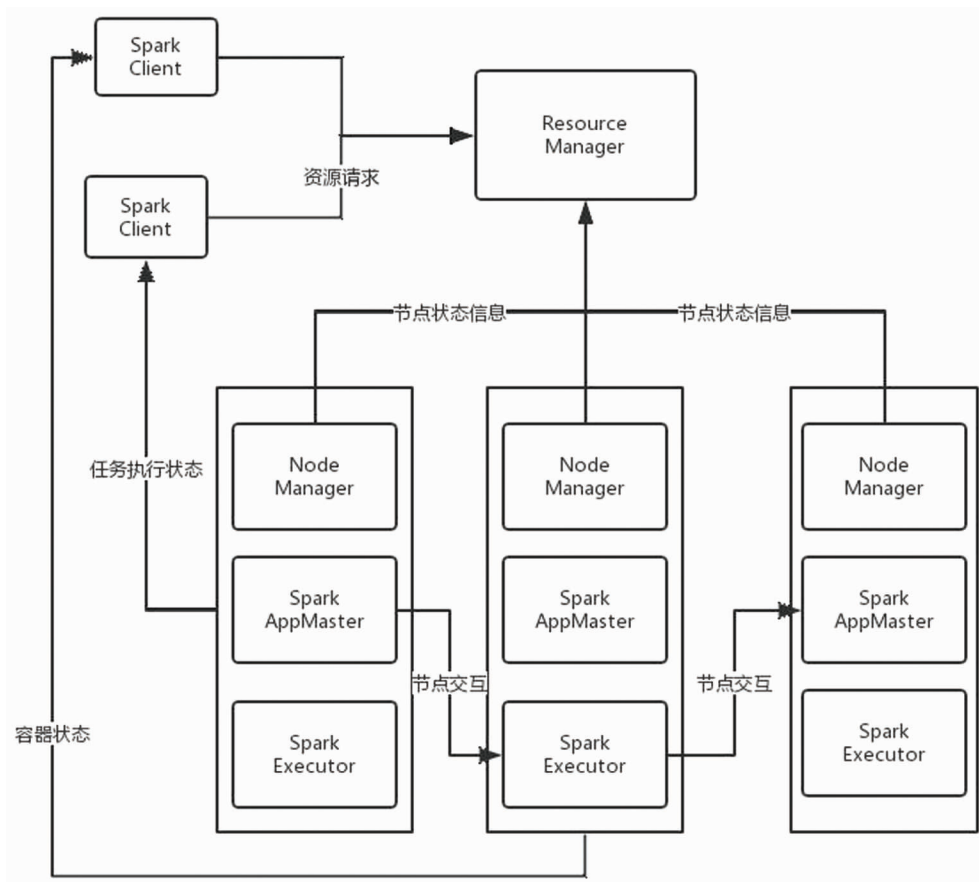 Spark
Client
Resource
Manager
资源请求
Spark
Client
节点状态信息
节点状态信息
Node
Manager
Node
Manager
Node
Manager
任务执行状态
Spark
AppMaster
Spark
AppMaster
Spark
AppMaster
节点交互
节点交互
容器状态
Spark
Executor
Spark
Executor
Spark
Executor